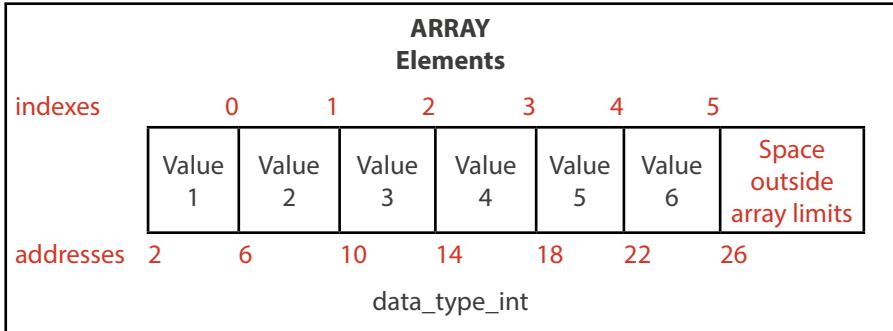 ARRAY
Elements
indexes 0 1 2 3 4 5
Value 1 Value 2 Value 3 Value 4 Value 5 Value 6 Space outside array limits
addresses 2 6 10 14 18 22 26
data_type_int